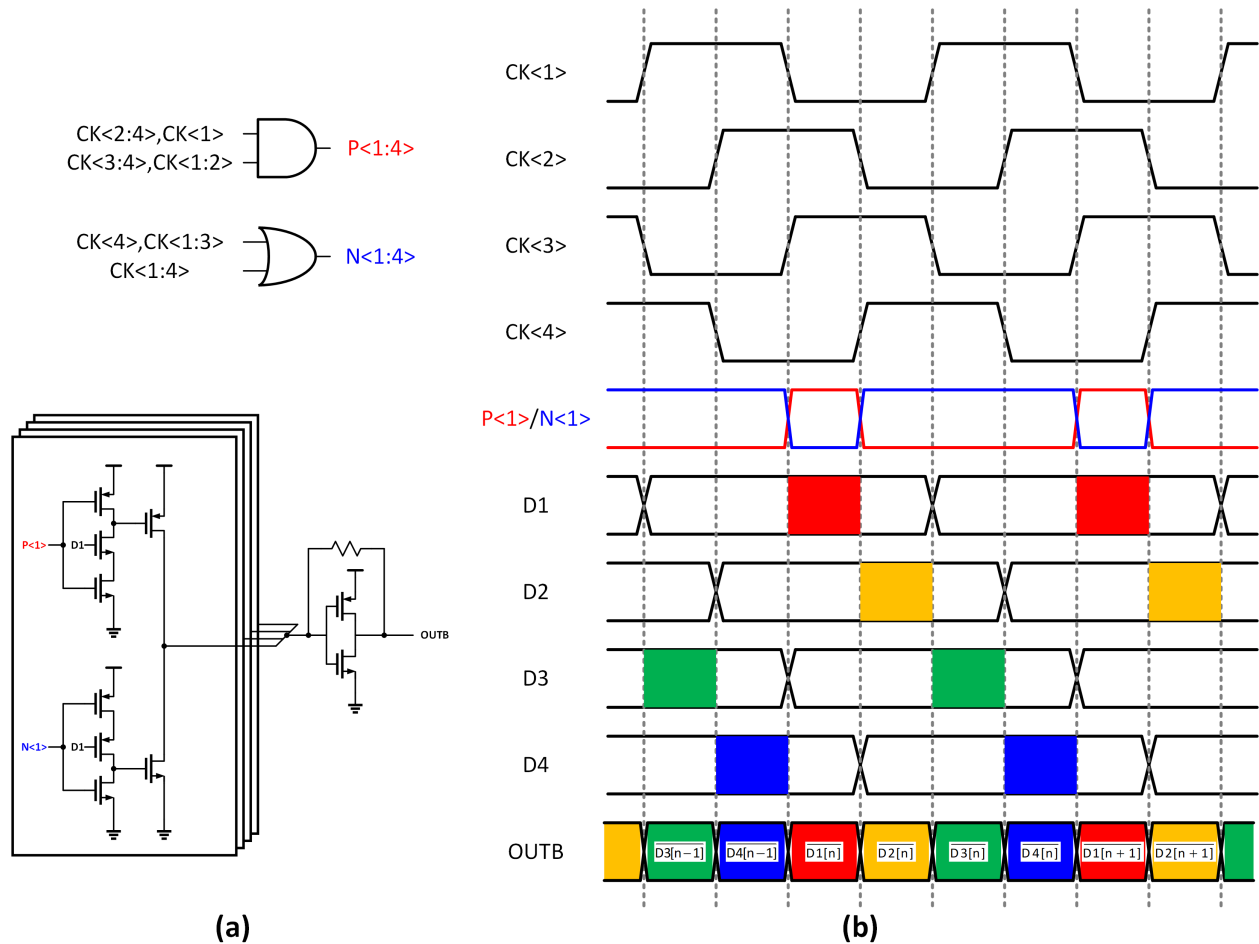 CK<2:4>,CK<1>
CK<3:4>,CK<1:2>
P<1:4>
CK<4>,CK<1:3>
CK<1:4>
N<1:4>
P<1>
D1
N<1>
D1
OUTB
(a)
CK<1>
CK<2>
CK<3>
CK<4>
P<1>/N<1>
D1
D2
D3
D4
OUTB
D3[n−1] D4[n−1] D1[n] D2[n] D3[n] D4[n] D1[n + 1] D2[n + 1]
(b)